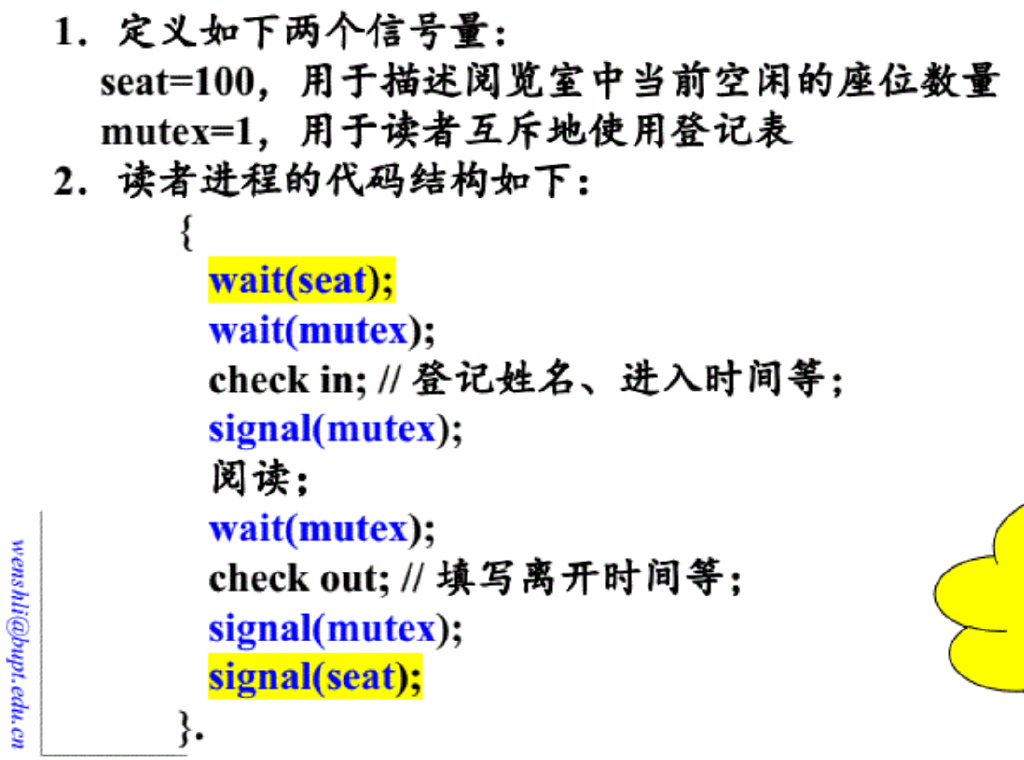 1. 定义如下两个信号量：
seat=100，用于描述阅览室中当前空闲的座位数量
mutex=1，用于读者互斥地使用登记表
2. 读者进程的代码结构如下：
{
wait(seat);
wait(mutex);
check in; // 登记姓名、进入时间等；
signal(mutex);
阅读；
wait(mutex);
check out; // 填写离开时间等；
signal(mutex);
signal(seat);
}.
wenshli@bupt.edu.cn